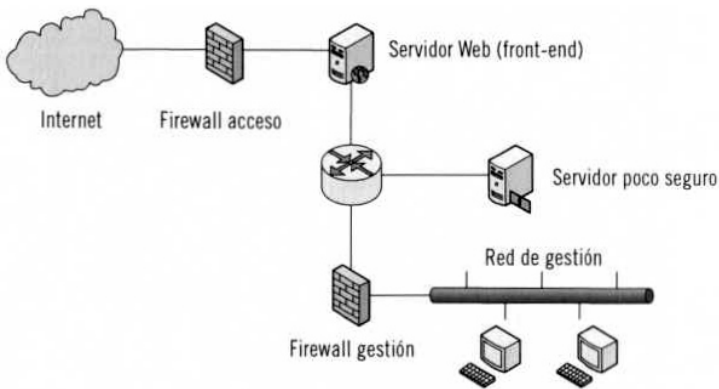 Servidor Web (front-end)
Internet
Firewall acceso
Servidor poco seguro
Red de gestión
Firewall gestión